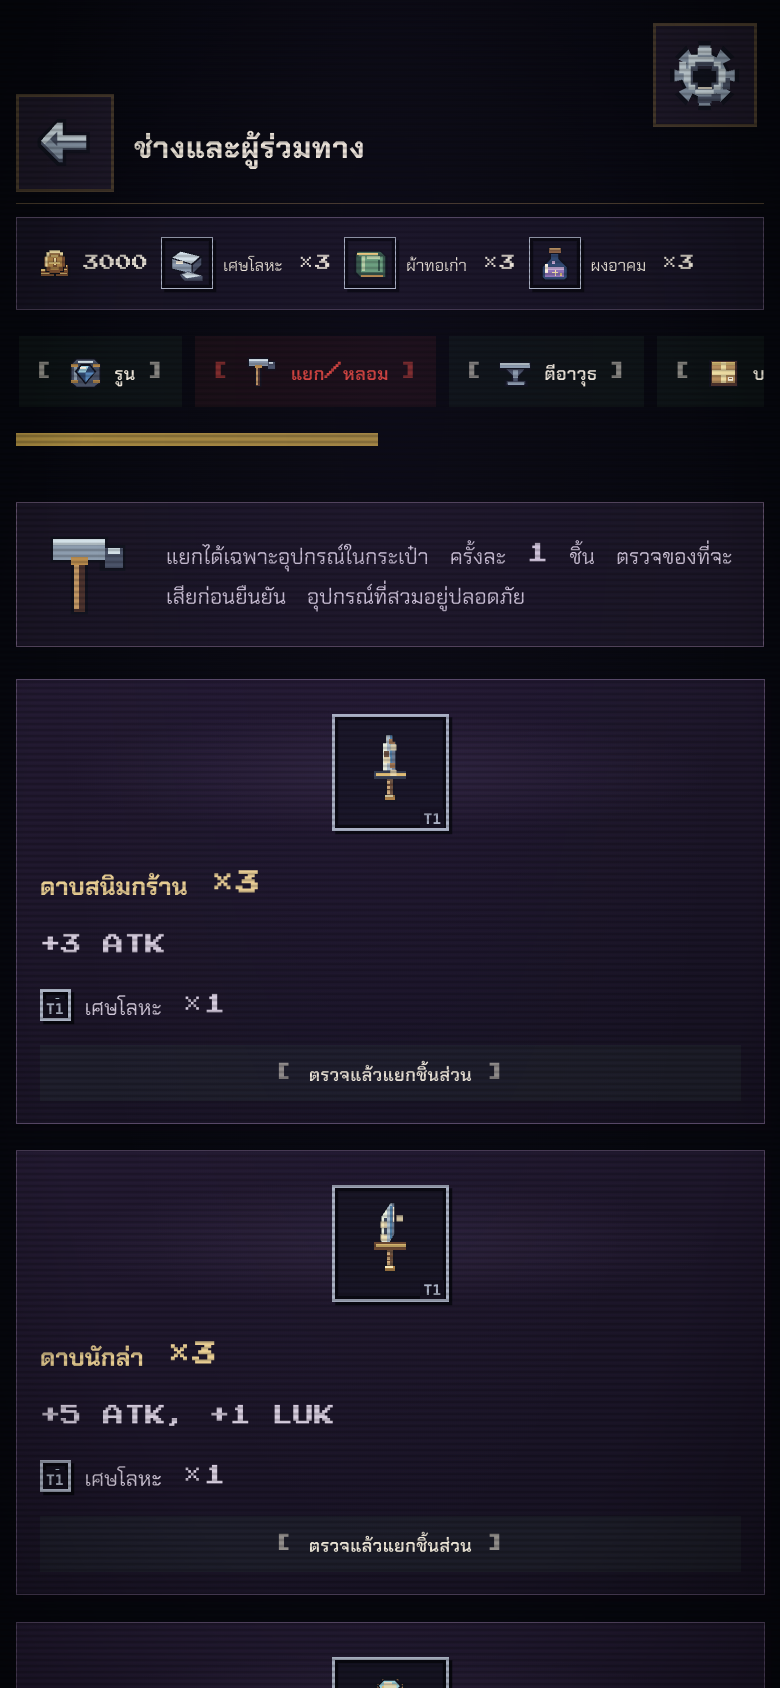 ช่างและผู้ร่วมทาง
3000 เศษโลหะ ×3 ผ้าทอเก่า ×3 ผงอาคม ×3
[ รูน ] [ แยก/หลอม ] [ ตีอาวุธ ] [ บ
แยกได้เฉพาะอุปกรณ์ในกระเป๋า ครั้งละ 1 ชิ้น ตรวจของที่จะ
เสียก่อนยืนยัน อุปกรณ์ที่สวมอยู่ปลอดภัย
T1
ดาบสนิมกร้าน ×3
+3 ATK
T1 เศษโลหะ ×1
[ ตรวจแล้วแยกชิ้นส่วน ]
T1
ดาบนักล่า ×3
+5 ATK, +1 LUK
T1 เศษโลหะ ×1
[ ตรวจแล้วแยกชิ้นส่วน ]